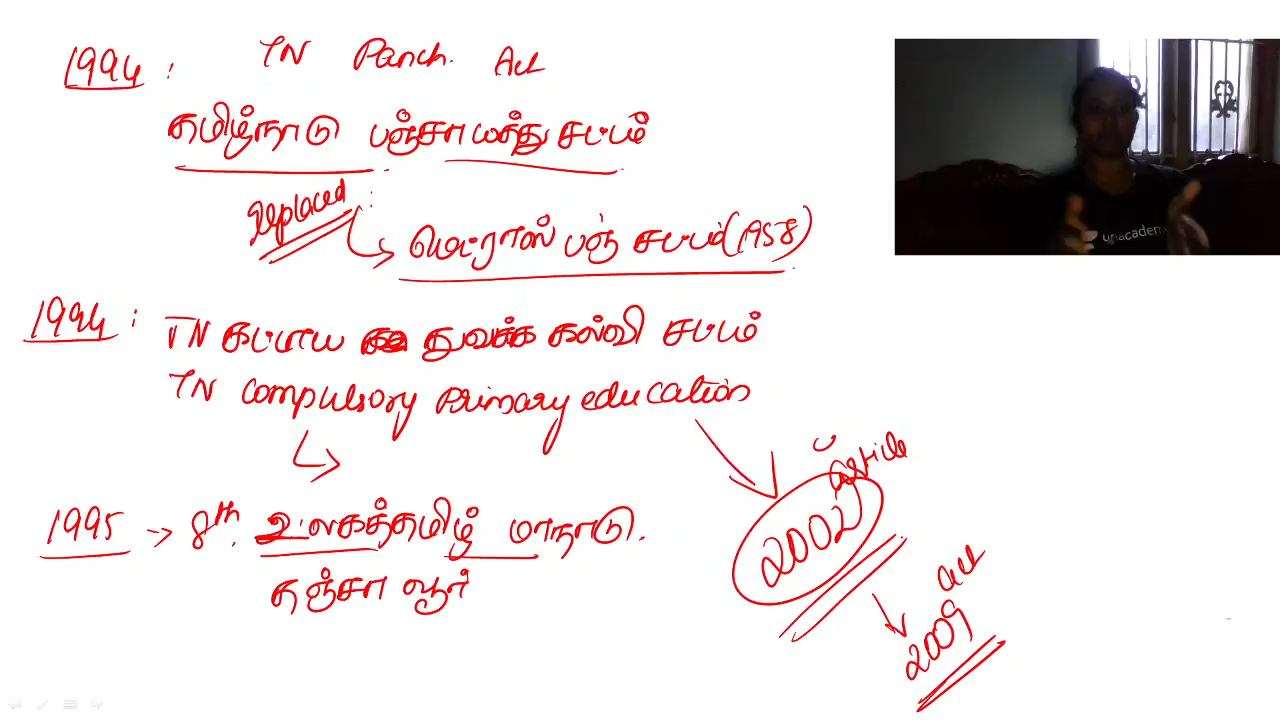 1994 : TN Panch. Act
தமிழ்நாடு பஞ்சாயத்து சட்டம்
Replaced :
மெட்ராஸ் பஞ் சட்டம் (1958)
1994 : TN கட்டாய துவக்க கல்வி சட்டம்
TN Compulsory Primary education
article
2002
1995 → 8th உலகத்தமிழ் மாநாடு.
தஞ்சாவூர்
act
2009
unacademy